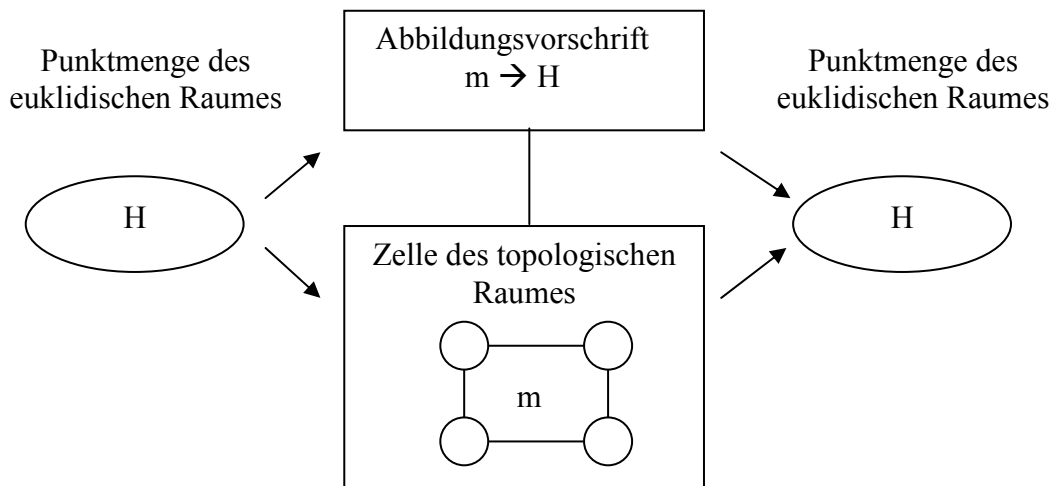 Punktmenge des
euklidischen Raumes
H
Abbildungsvorschrift
m → H
Zelle des topologischen
Raumes
m
Punktmenge des
euklidischen Raumes
H